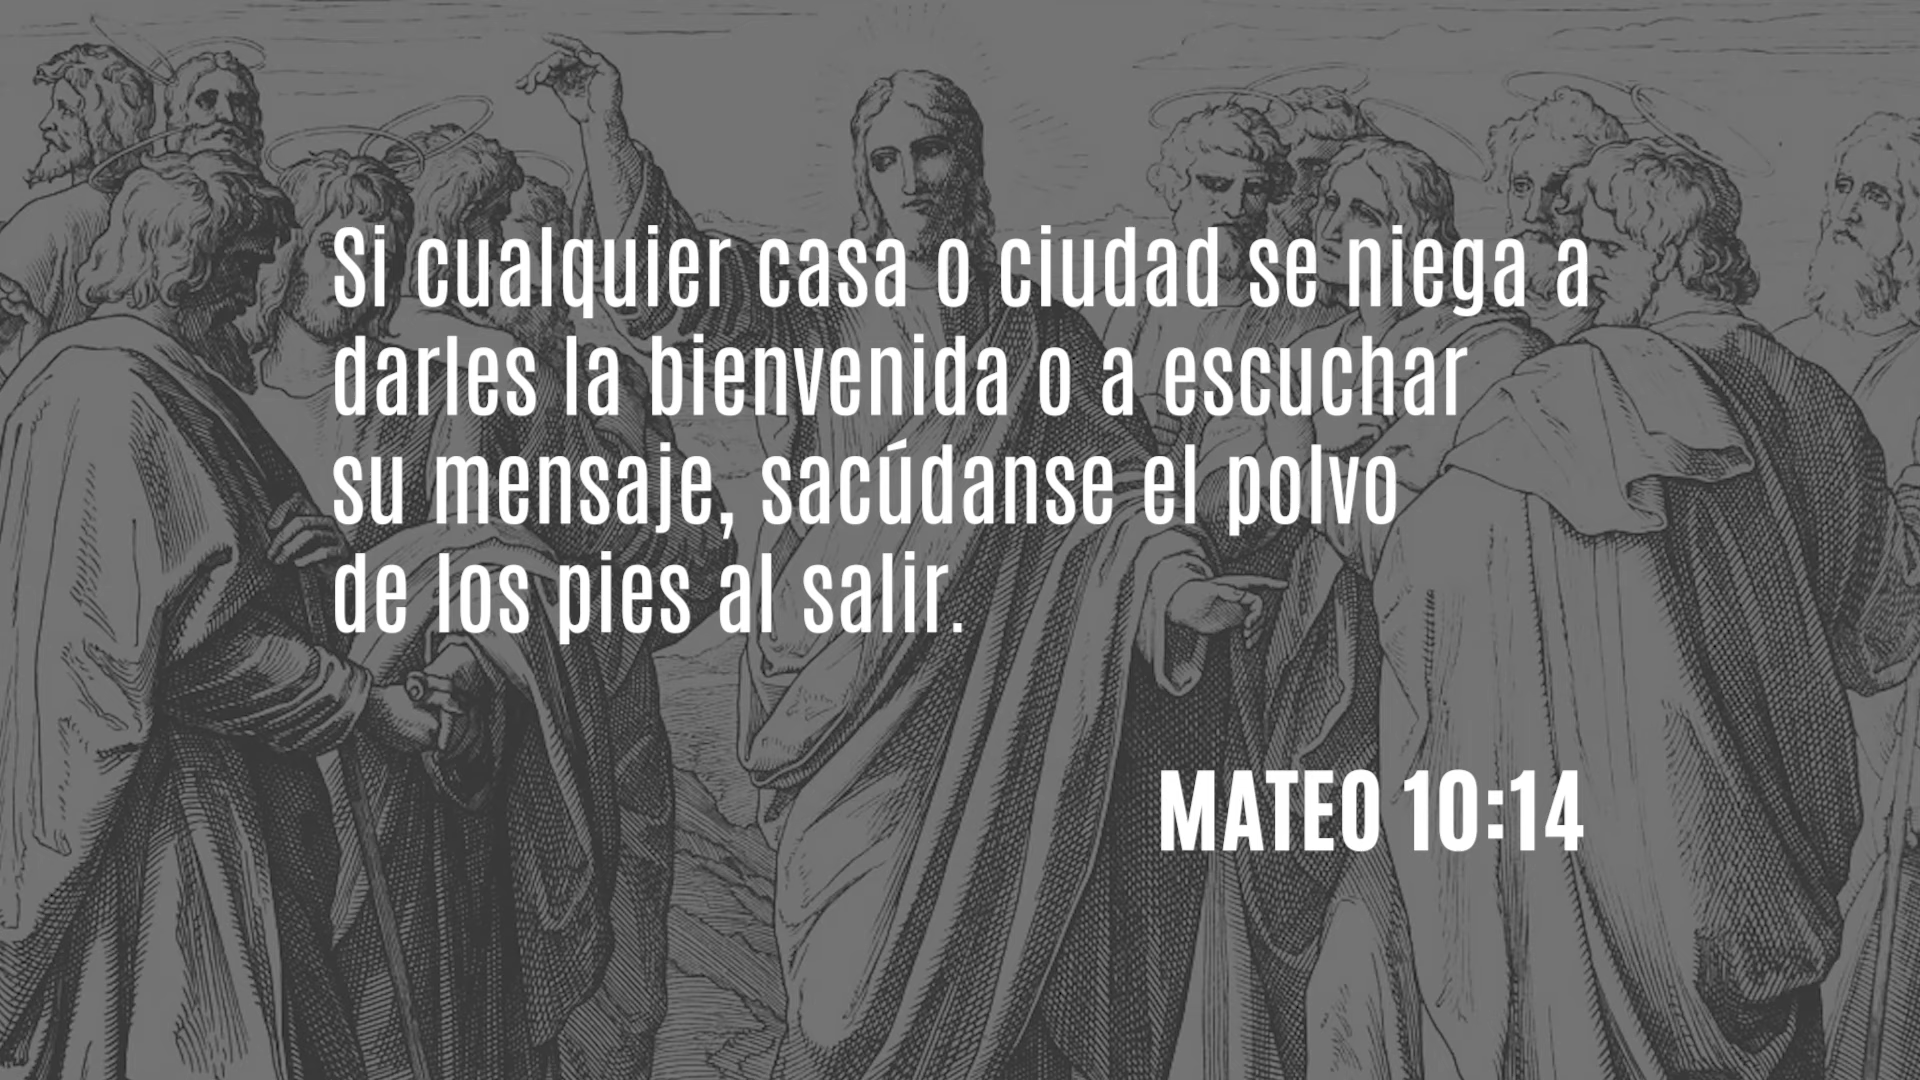 Si cualquier casa o ciudad se niega a
darles la bienvenida o a escuchar
su mensaje, sacúdanse el polvo
de los pies al salir.
MATEO 10:14